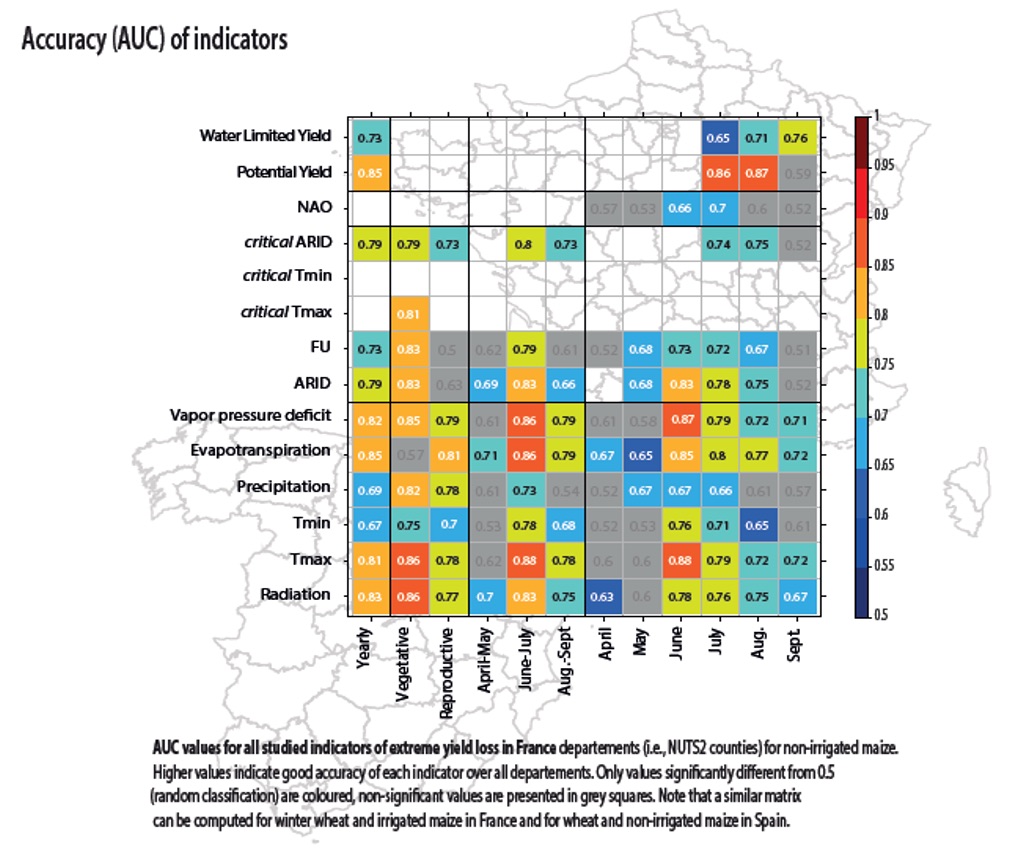 Accuracy (AUC) of indicators
Water Limited Yield 0.73 0.65 0.71 0.76
Potential Yield 0.85 0.86 0.87 0.59
NAO 0.57 0.53 0.66 0.7 0.6 0.52
critical ARID 0.79 0.79 0.73 0.8 0.73 0.74 0.75 0.52
critical Tmin
critical Tmax 0.81
FU 0.73 0.83 0.5 0.62 0.79 0.61 0.52 0.68 0.73 0.72 0.67 0.51
ARID 0.79 0.83 0.63 0.69 0.83 0.66 0.68 0.83 0.78 0.75 0.52
Vapor pressure deficit 0.82 0.85 0.79 0.61 0.86 0.79 0.61 0.58 0.87 0.79 0.72 0.71
Evapotranspiration 0.85 0.57 0.81 0.71 0.86 0.79 0.67 0.65 0.85 0.8 0.77 0.72
Precipitation 0.69 0.82 0.78 0.61 0.73 0.54 0.52 0.67 0.67 0.66 0.61 0.57
Tmin 0.67 0.75 0.7 0.53 0.78 0.68 0.52 0.53 0.76 0.71 0.65 0.61
Tmax 0.81 0.86 0.78 0.62 0.88 0.78 0.6 0.6 0.88 0.79 0.72 0.72
Radiation 0.83 0.86 0.77 0.7 0.83 0.75 0.63 0.6 0.78 0.76 0.75 0.67
Yearly Vegetative Reproductive April-May June-July Aug.-Sept April May June July Aug. Sept.
1
0.95
0.9
0.85
0.8
0.75
0.7
0.65
0.6
0.55
0.5
AUC values for all studied indicators of extreme yield loss in France departements (i.e., NUTS2 counties) for non-irrigated maize.
Higher values indicate good accuracy of each indicator over all departements. Only values significantly different from 0.5
(random classification) are coloured, non-significant values are presented in grey squares. Note that a similar matrix
can be computed for winter wheat and irrigated maize in France and for wheat and non-irrigated maize in Spain.